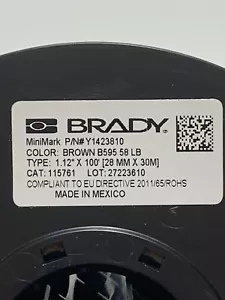 BRADY.
MiniMark P/N# Y1423810
COLOR: BROWN B595 58 LB
TYPE: 1.12" X 100' [28 MM X 30M]
CAT: 115761 LOT: 27223610
COMPLIANT TO EU DIRECTIVE 2011/65/ROHS
MADE IN MEXICO